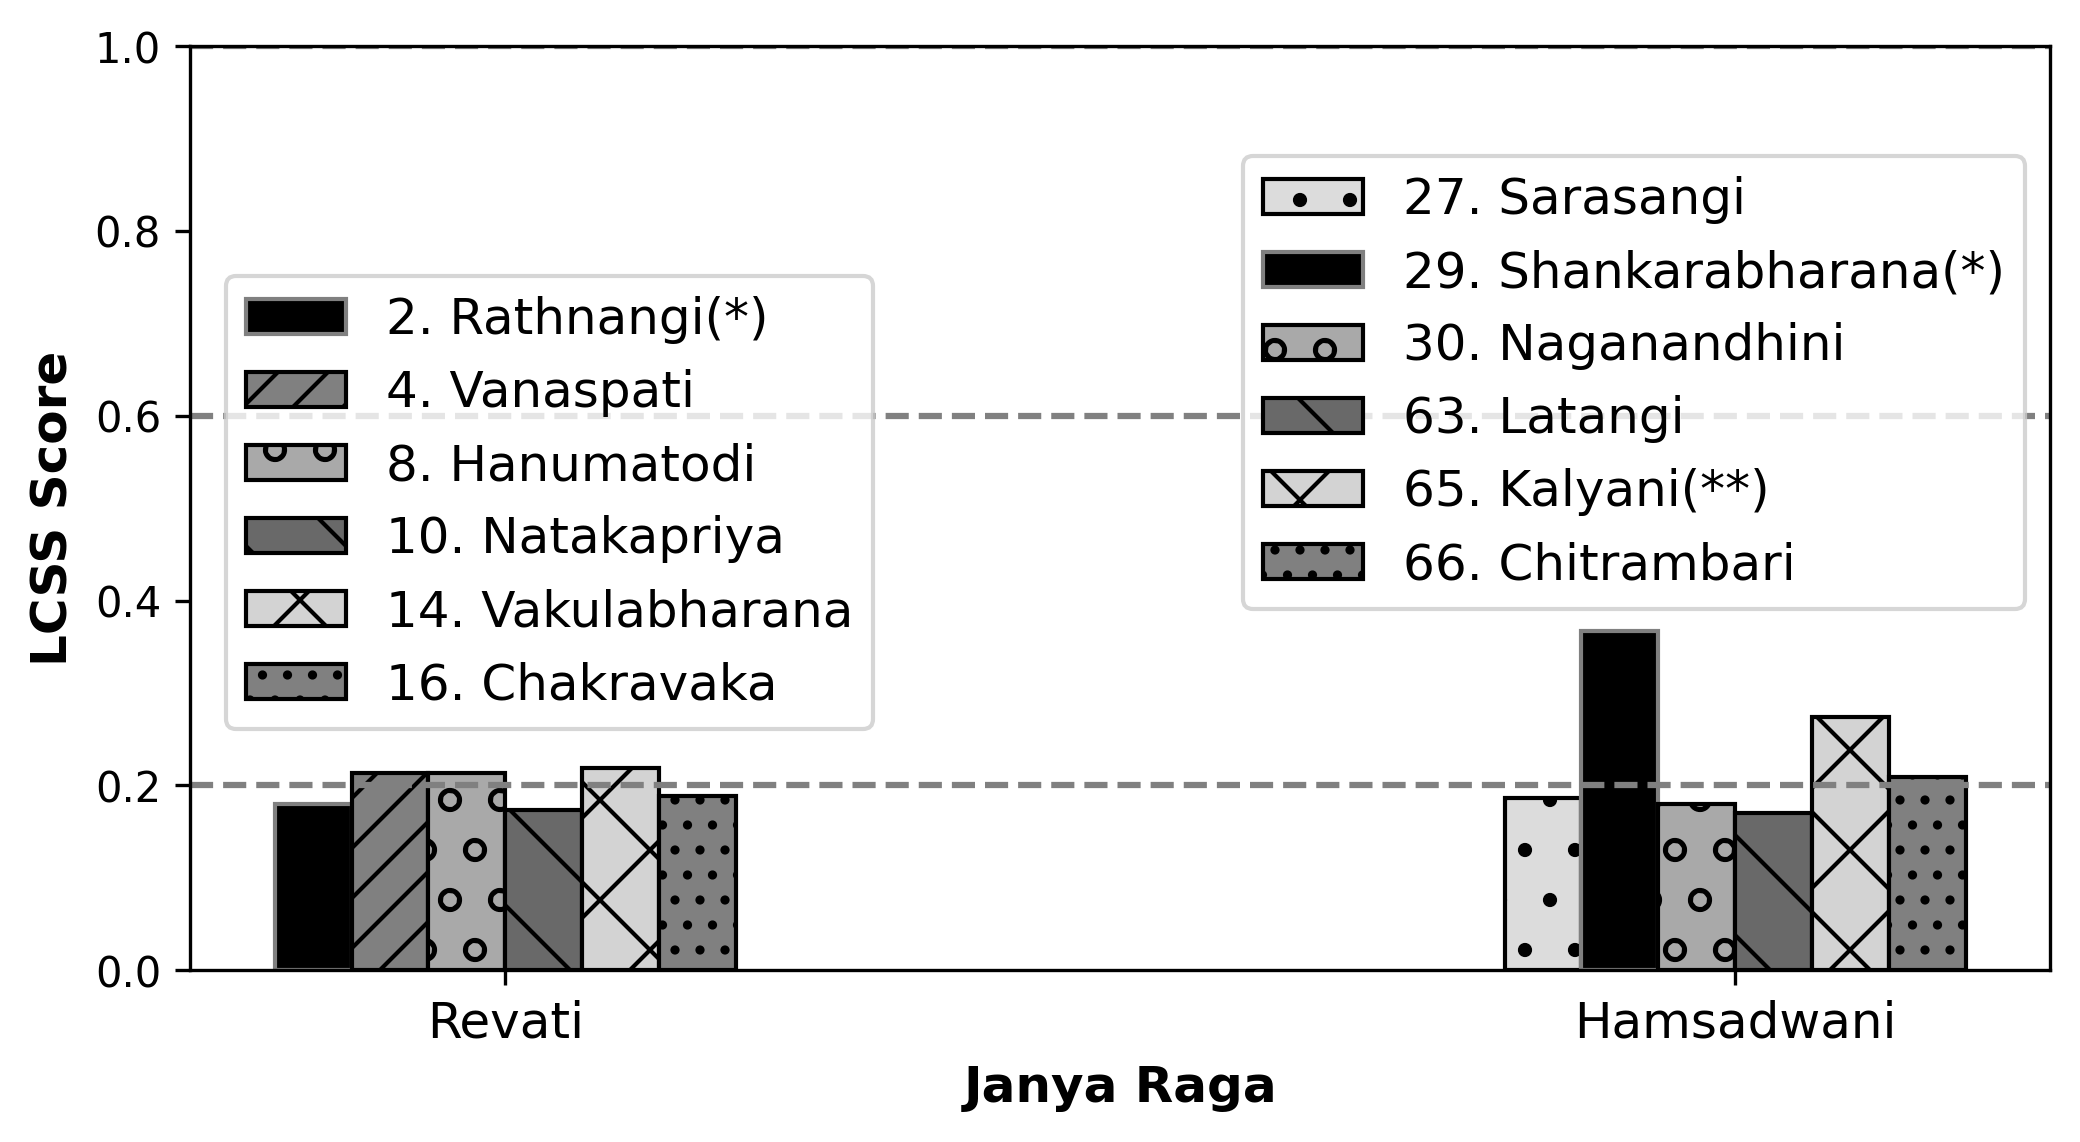 LCSS Score
1.0
0.8
0.6
0.4
0.2
0.0
2. Rathnangi(*)
4. Vanaspati
8. Hanumatodi
10. Natakapriya
14. Vakulabharana
16. Chakravaka
27. Sarasangi
29. Shankarabharana(*)
30. Naganandhini
63. Latangi
65. Kalyani(**)
66. Chitrambari
Revati
Hamsadwani
Janya Raga